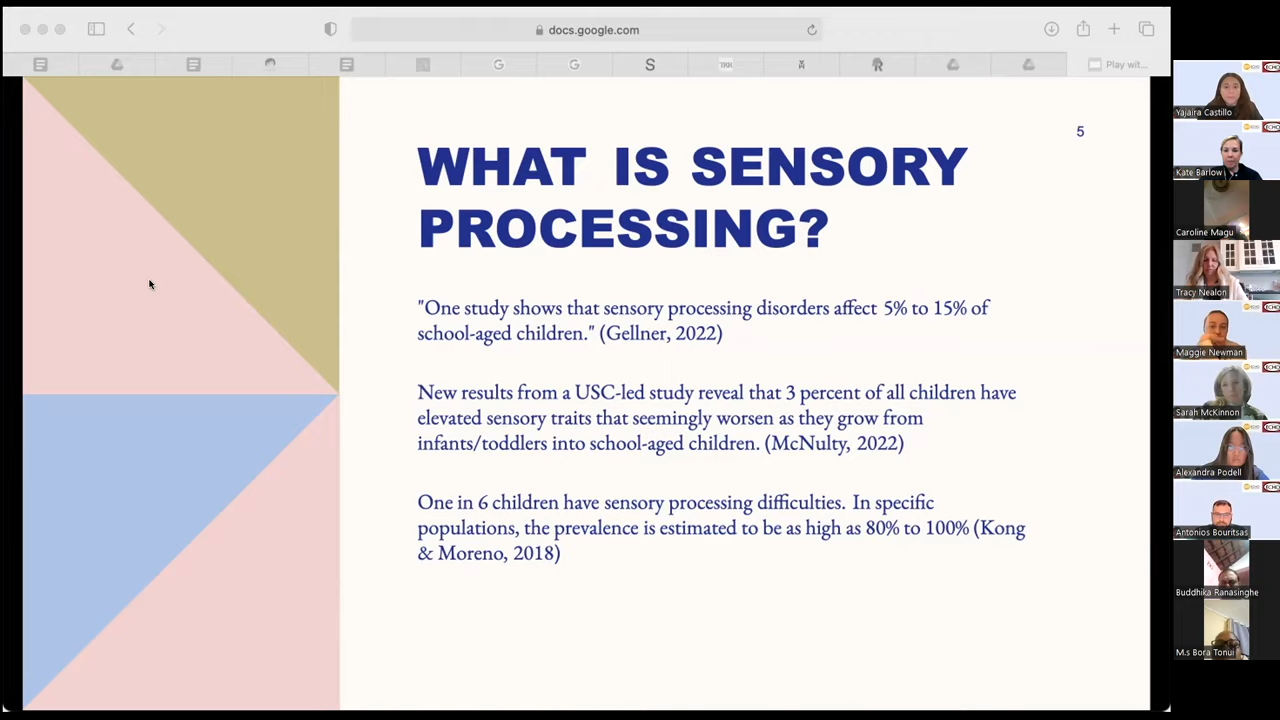 docs.google.com
Play wit...
5
WHAT IS SENSORY
PROCESSING?
"One study shows that sensory processing disorders affect 5% to 15% of
school-aged children." (Gellner, 2022)
New results from a USC-led study reveal that 3 percent of all children have
elevated sensory traits that seemingly worsen as they grow from
infants/toddlers into school-aged children. (McNulty, 2022)
One in 6 children have sensory processing difficulties. In specific
populations, the prevalence is estimated to be as high as 80% to 100% (Kong
& Moreno, 2018)
Yajaira Castillo
Kate Barlow
Caroline Magu
Tracy Nealon
Maggie Newman
Sarah McKinnon
Alexandra Podell
Antonios Bouritsas
Buddhika Ranasinghe
M.s Bora Tonui